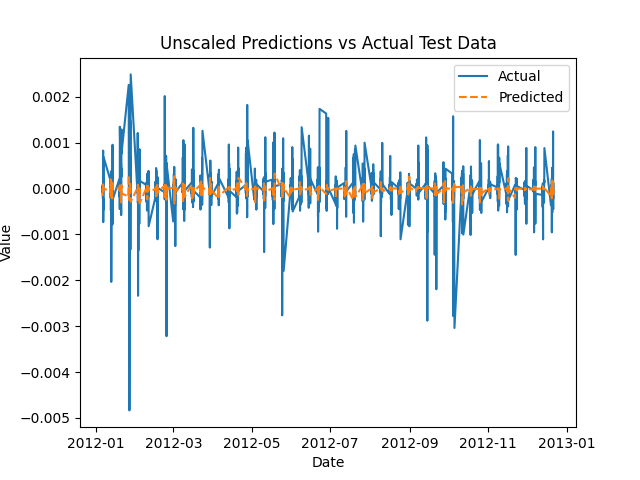 Unscaled Predictions vs Actual Test Data
Actual
Predicted
0.002
0.001
0.000
−0.001
−0.002
−0.003
−0.004
−0.005
Value
2012-01 2012-03 2012-05 2012-07 2012-09 2012-11 2013-01
Date